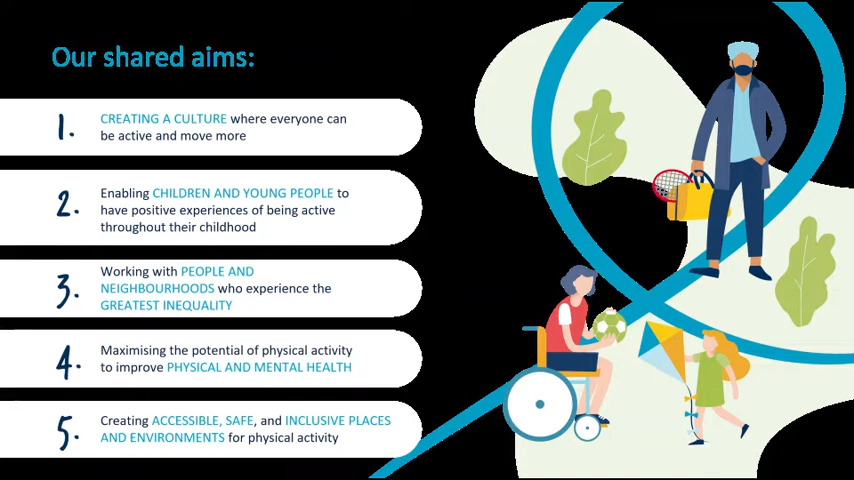 Our shared aims:
1. CREATING A CULTURE where everyone can
be active and move more
2. Enabling CHILDREN AND YOUNG PEOPLE to
have positive experiences of being active
throughout their childhood
3. Working with PEOPLE AND
NEIGHBOURHOODS who experience the
GREATEST INEQUALITY
4. Maximising the potential of physical activity
to improve PHYSICAL AND MENTAL HEALTH
5. Creating ACCESSIBLE, SAFE, and INCLUSIVE PLACES
AND ENVIRONMENTS for physical activity